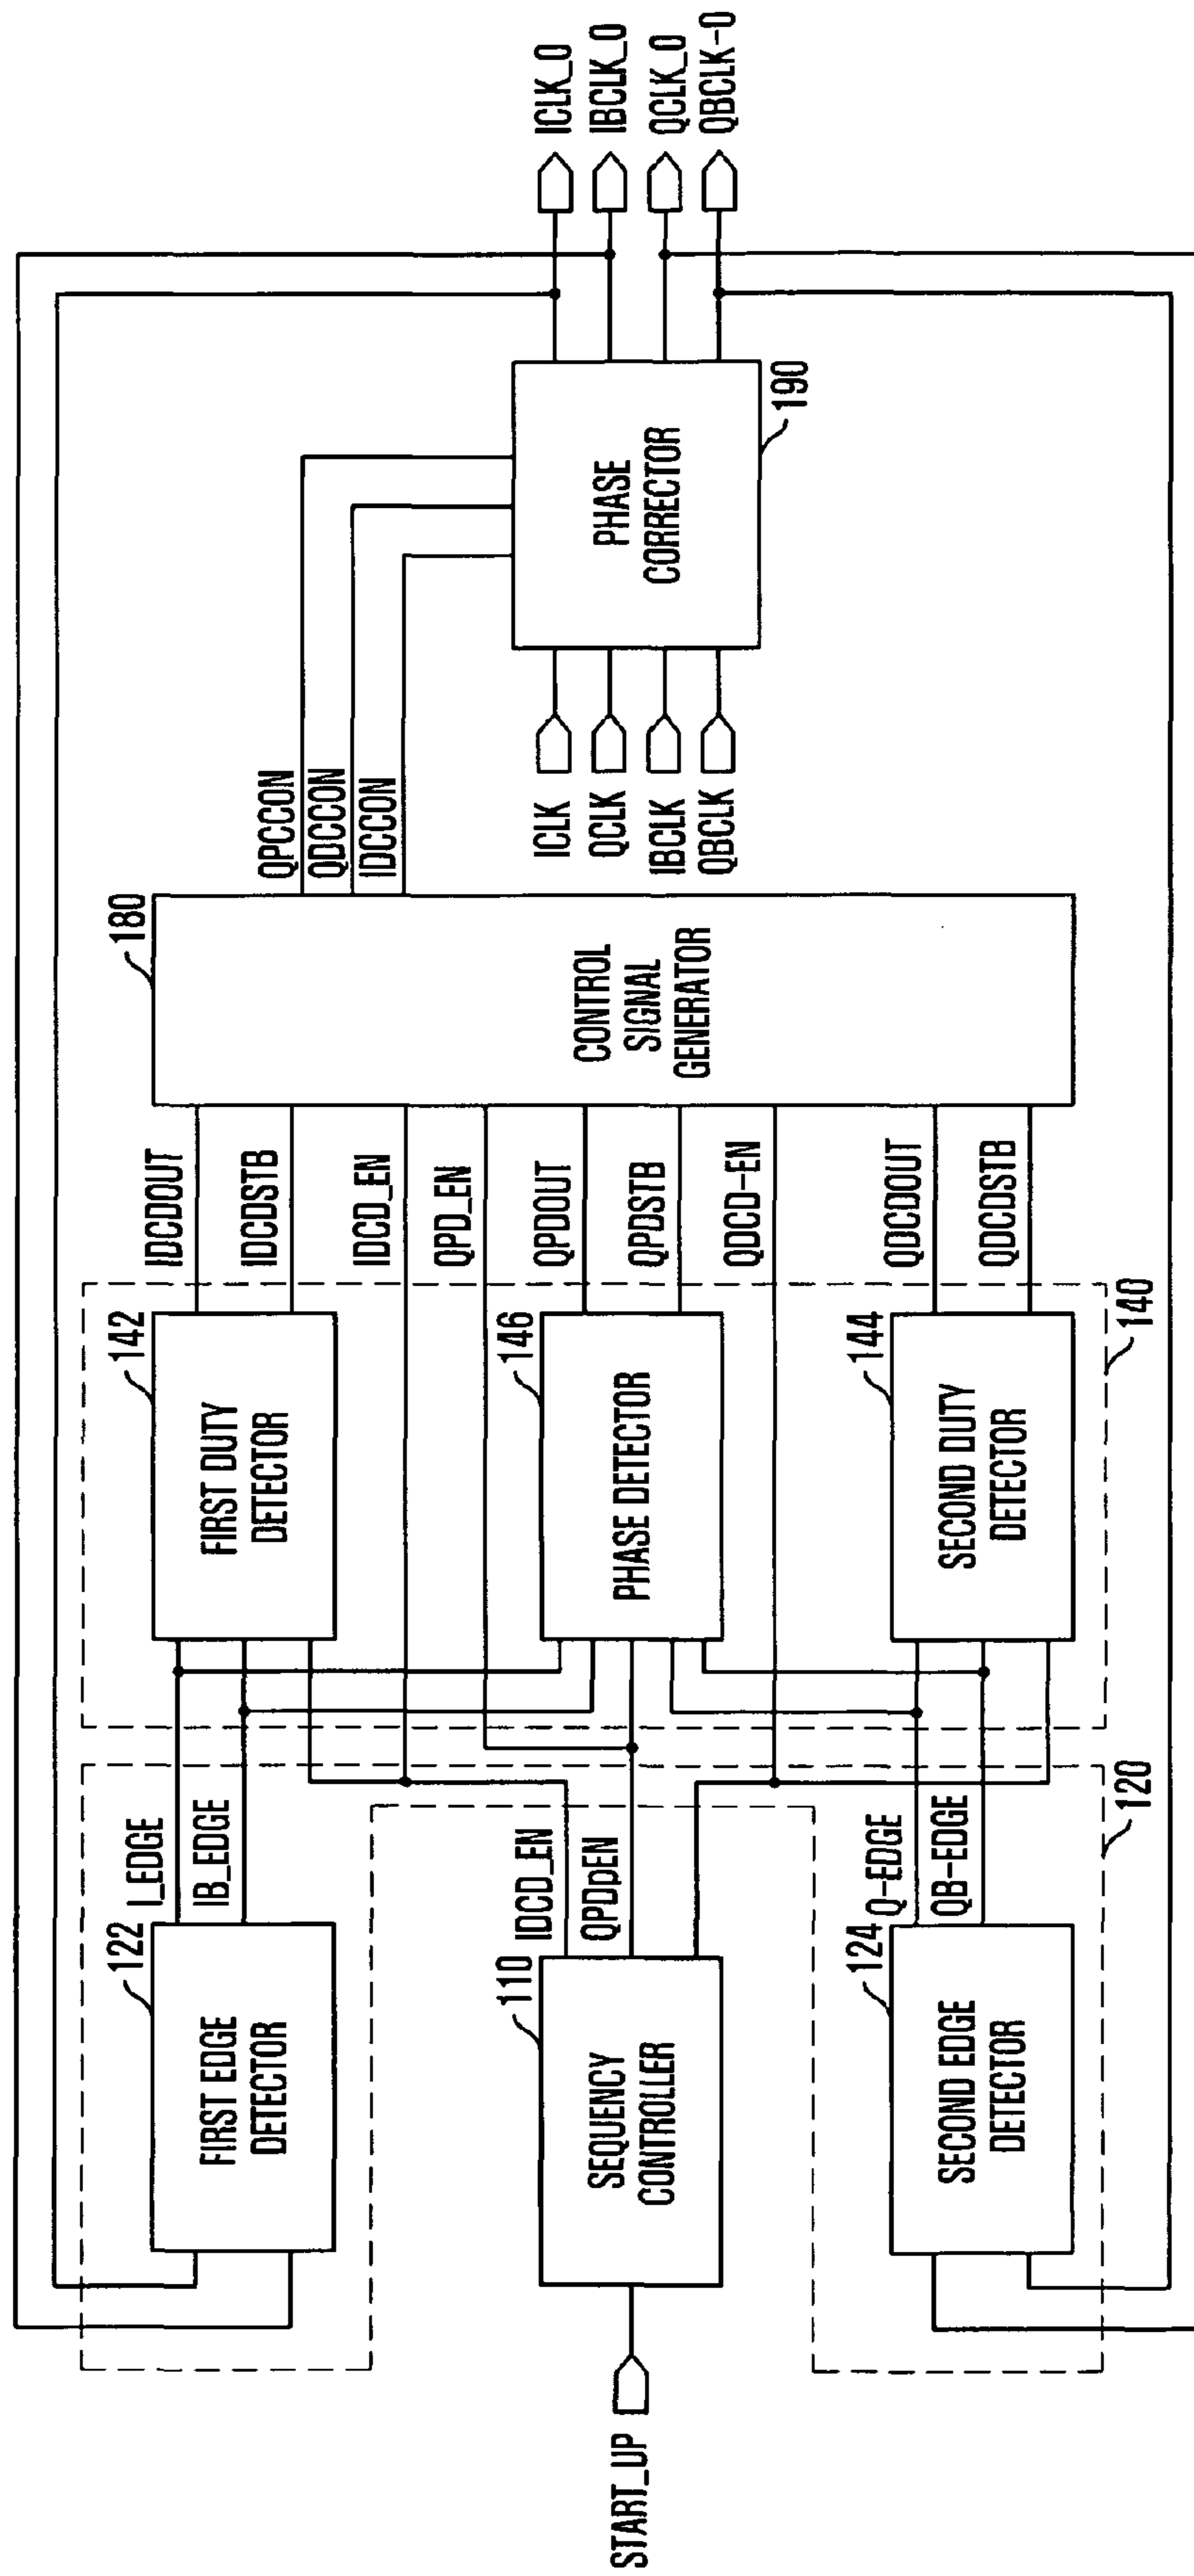 START_UP
110
SEQUENCY
CONTROLLER
IDCD_EN
QPDpEN
120
122
FIRST EDGE
DETECTOR
I_EDGE
IB_EDGE
124
SECOND EDGE
DETECTOR
Q-EDGE
QB-EDGE
140
142
FIRST DUTY
DETECTOR
146
PHASE DETECTOR
144
SECOND DUTY
DETECTOR
IDCDOUT
IDCDSTB
IDCD_EN
QPD_EN
QPDOUT
QPDSTB
QDCD-EN
QDCDOUT
QDCDSTB
180
CONTROL
SIGNAL
GENERATOR
QPCCON
QDCCON
IDCCON
ICLK
QCLK
IBCLK
QBCLK
PHASE
CORRECTOR
190
ICLK_O
IBCLK_O
QCLK_O
QBCLK-O